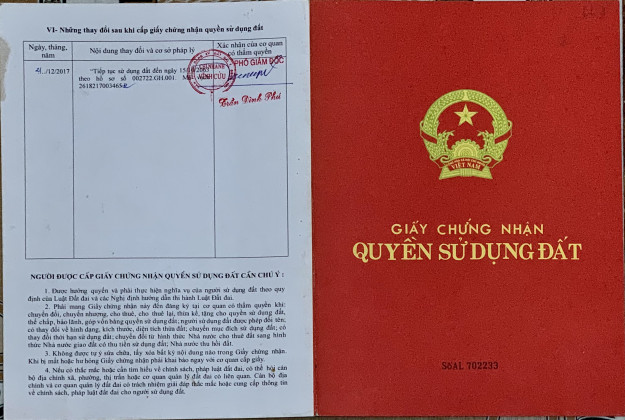 VI- Những thay đổi sau khi cấp giấy chứng nhận quyền sử dụng đất
Ngày, tháng, năm
Nội dung thay đổi và cơ sở pháp lý
Xác nhận của cơ quan có thẩm quyền
/12/2017
"Tiếp tục sử dụng đất đến ngày
theo hồ sơ số 002722.GH.001.
26182170034654
PHÓ GIÁM ĐỐC
VĨNH CỬU
Trần Đình Phú
NGƯỜI ĐƯỢC CẤP GIẤY CHỨNG NHẬN QUYỀN SỬ DỤNG ĐẤT CẦN CHÚ Ý :
1. Được hưởng quyền và phải thực hiện nghĩa vụ của người sử dụng đất theo quy
định của Luật Đất đai và các Nghị định hướng dẫn thi hành Luật Đất đai.
2. Phải mang Giấy chứng nhận này đến đăng ký tại cơ quan có thẩm quyền khi:
chuyển đổi, chuyển nhượng, cho thuê, cho thuê lại, thừa kế, tặng cho quyền sử dụng đất,
thế chấp, bảo lãnh, góp vốn bằng quyền sử dụng đất; người sử dụng đất được phép đổi tên;
có thay đổi về hình dạng, kích thước, diện tích thửa đất; chuyển mục đích sử dụng đất; có
thay đổi thời hạn sử dụng đất; chuyển đổi từ hình thức Nhà nước cho thuê đất sang hình
thức Nhà nước giao đất có thu tiền sử dụng đất; Nhà nước thu hồi đất.
3. Không được tự ý sửa chữa, tẩy xóa bất kỳ nội dung nào trong Giấy chứng nhận.
Khi bị mất hoặc hư hỏng Giấy chứng nhận phải khai báo ngay với cơ quan cấp giấy.
4. Nếu có thắc mắc hoặc cần tìm hiểu về chính sách, pháp luật đất đai, có thể hỏi cán
bộ địa chính xã, phường, thị trấn hoặc cơ quan quản lý đất đai có liên quan. Cán bộ địa
chính và cơ quan quản lý đất đai có trách nhiệm giải đáp thắc mắc hoặc cung cấp thông tin
về chính sách, pháp luật đất đai cho người sử dụng đất.
VIỆT NAM
GIẤY CHỨNG NHẬN
QUYỀN SỬ DỤNG ĐẤT
Số AL 702233